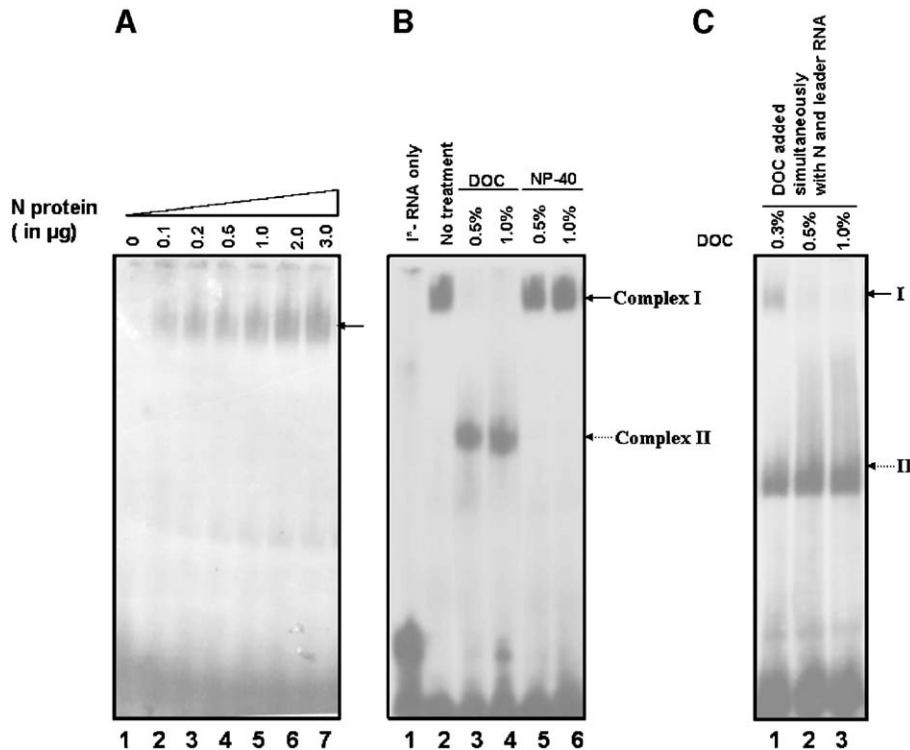 A
N protein
( in µg)
0 0.1 0.2 0.5 1.0 2.0 3.0
1 2 3 4 5 6 7
B
I*- RNA only
No treatment
DOC
NP-40
0.5% 1.0% 0.5% 1.0%
Complex I
Complex II
1 2 3 4 5 6
C
DOC added
simultaneously
with N and leader RNA
DOC
0.3% 0.5% 1.0%
I
II
1 2 3